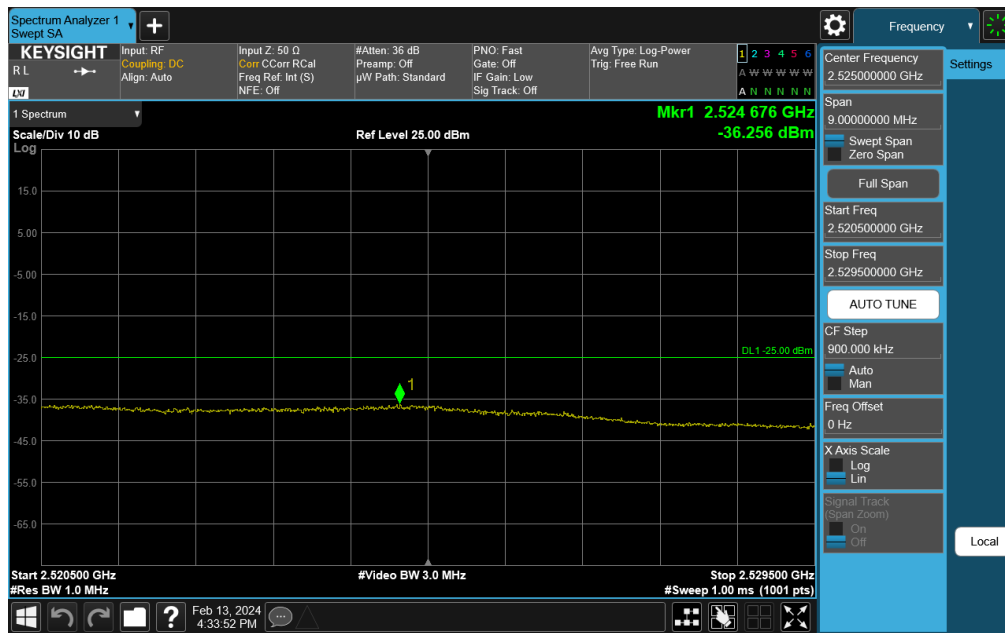 Spectrum Analyzer 1
Swept SA
Frequency
KEYSIGHT
R L
LXI
Input: RF
Coupling: DC
Align: Auto
Input Z: 50 Ω
Corr CCorr RCal
Freq Ref: Int (S)
NFE: Off
#Atten: 36 dB
Preamp: Off
µW Path: Standard
PNO: Fast
Gate: Off
IF Gain: Low
Sig Track: Off
Avg Type: Log-Power
Trig: Free Run
1 2 3 4 5 6
A W W W W W
A N N N N N
1 Spectrum
Mkr1 2.524 676 GHz
-36.256 dBm
Scale/Div 10 dB
Ref Level 25.00 dBm
Log
15.0
5.00
-5.00
-15.0
-25.0
-35.0
-45.0
-55.0
-65.0
DL1 -25.00 dBm
1
Start 2.520500 GHz
#Video BW 3.0 MHz
Stop 2.529500 GHz
#Res BW 1.0 MHz
#Sweep 1.00 ms (1001 pts)
Feb 13, 2024
4:33:52 PM
?
Center Frequency
2.525000000 GHz
Settings
Span
9.00000000 MHz
Swept Span
Zero Span
Full Span
Start Freq
2.520500000 GHz
Stop Freq
2.529500000 GHz
AUTO TUNE
CF Step
900.000 kHz
Auto
Man
Freq Offset
0 Hz
X Axis Scale
Log
Lin
Signal Track
(Span Zoom)
On
Off
Local